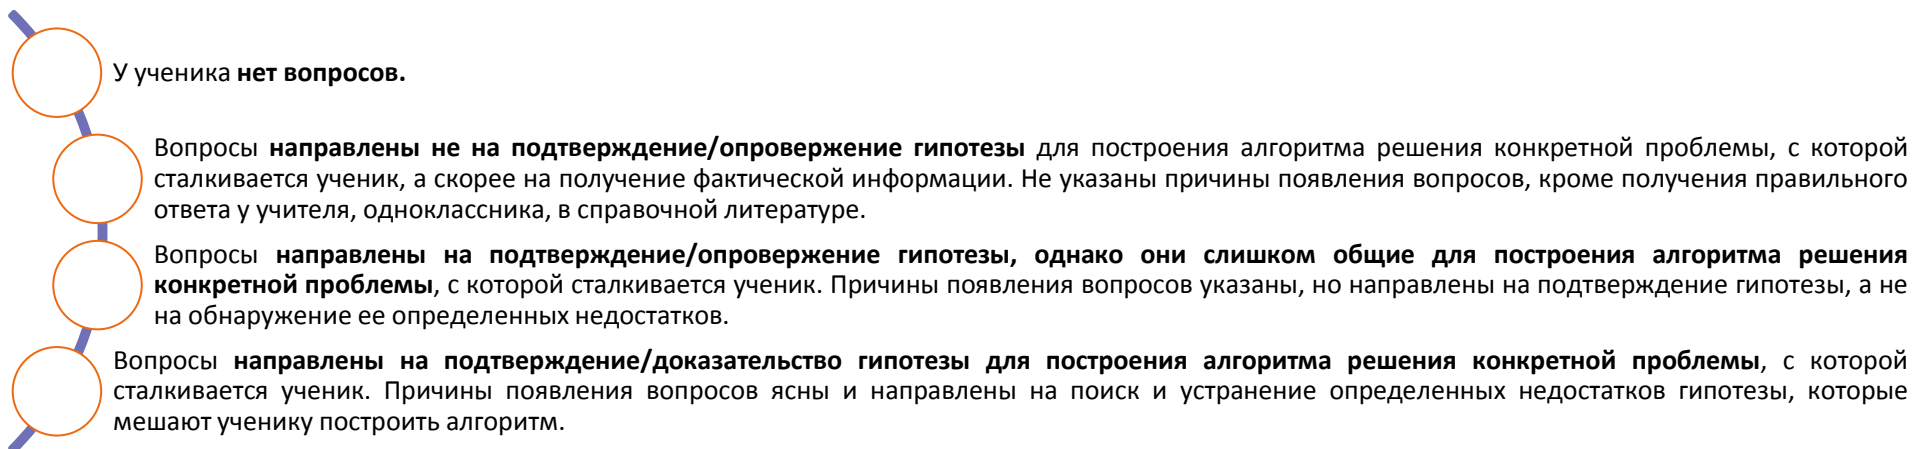 У ученика нет вопросов.
Вопросы направлены не на подтверждение/опровержение гипотезы для построения алгоритма решения конкретной проблемы, с которой
сталкивается ученик, а скорее на получение фактической информации. Не указаны причины появления вопросов, кроме получения правильного
ответа у учителя, одноклассника, в справочной литературе.
Вопросы направлены на подтверждение/опровержение гипотезы, однако они слишком общие для построения алгоритма решения
конкретной проблемы, с которой сталкивается ученик. Причины появления вопросов указаны, но направлены на подтверждение гипотезы, а не
на обнаружение ее определенных недостатков.
Вопросы направлены на подтверждение/доказательство гипотезы для построения алгоритма решения конкретной проблемы, с которой
сталкивается ученик. Причины появления вопросов ясны и направлены на поиск и устранение определенных недостатков гипотезы, которые
мешают ученику построить алгоритм.